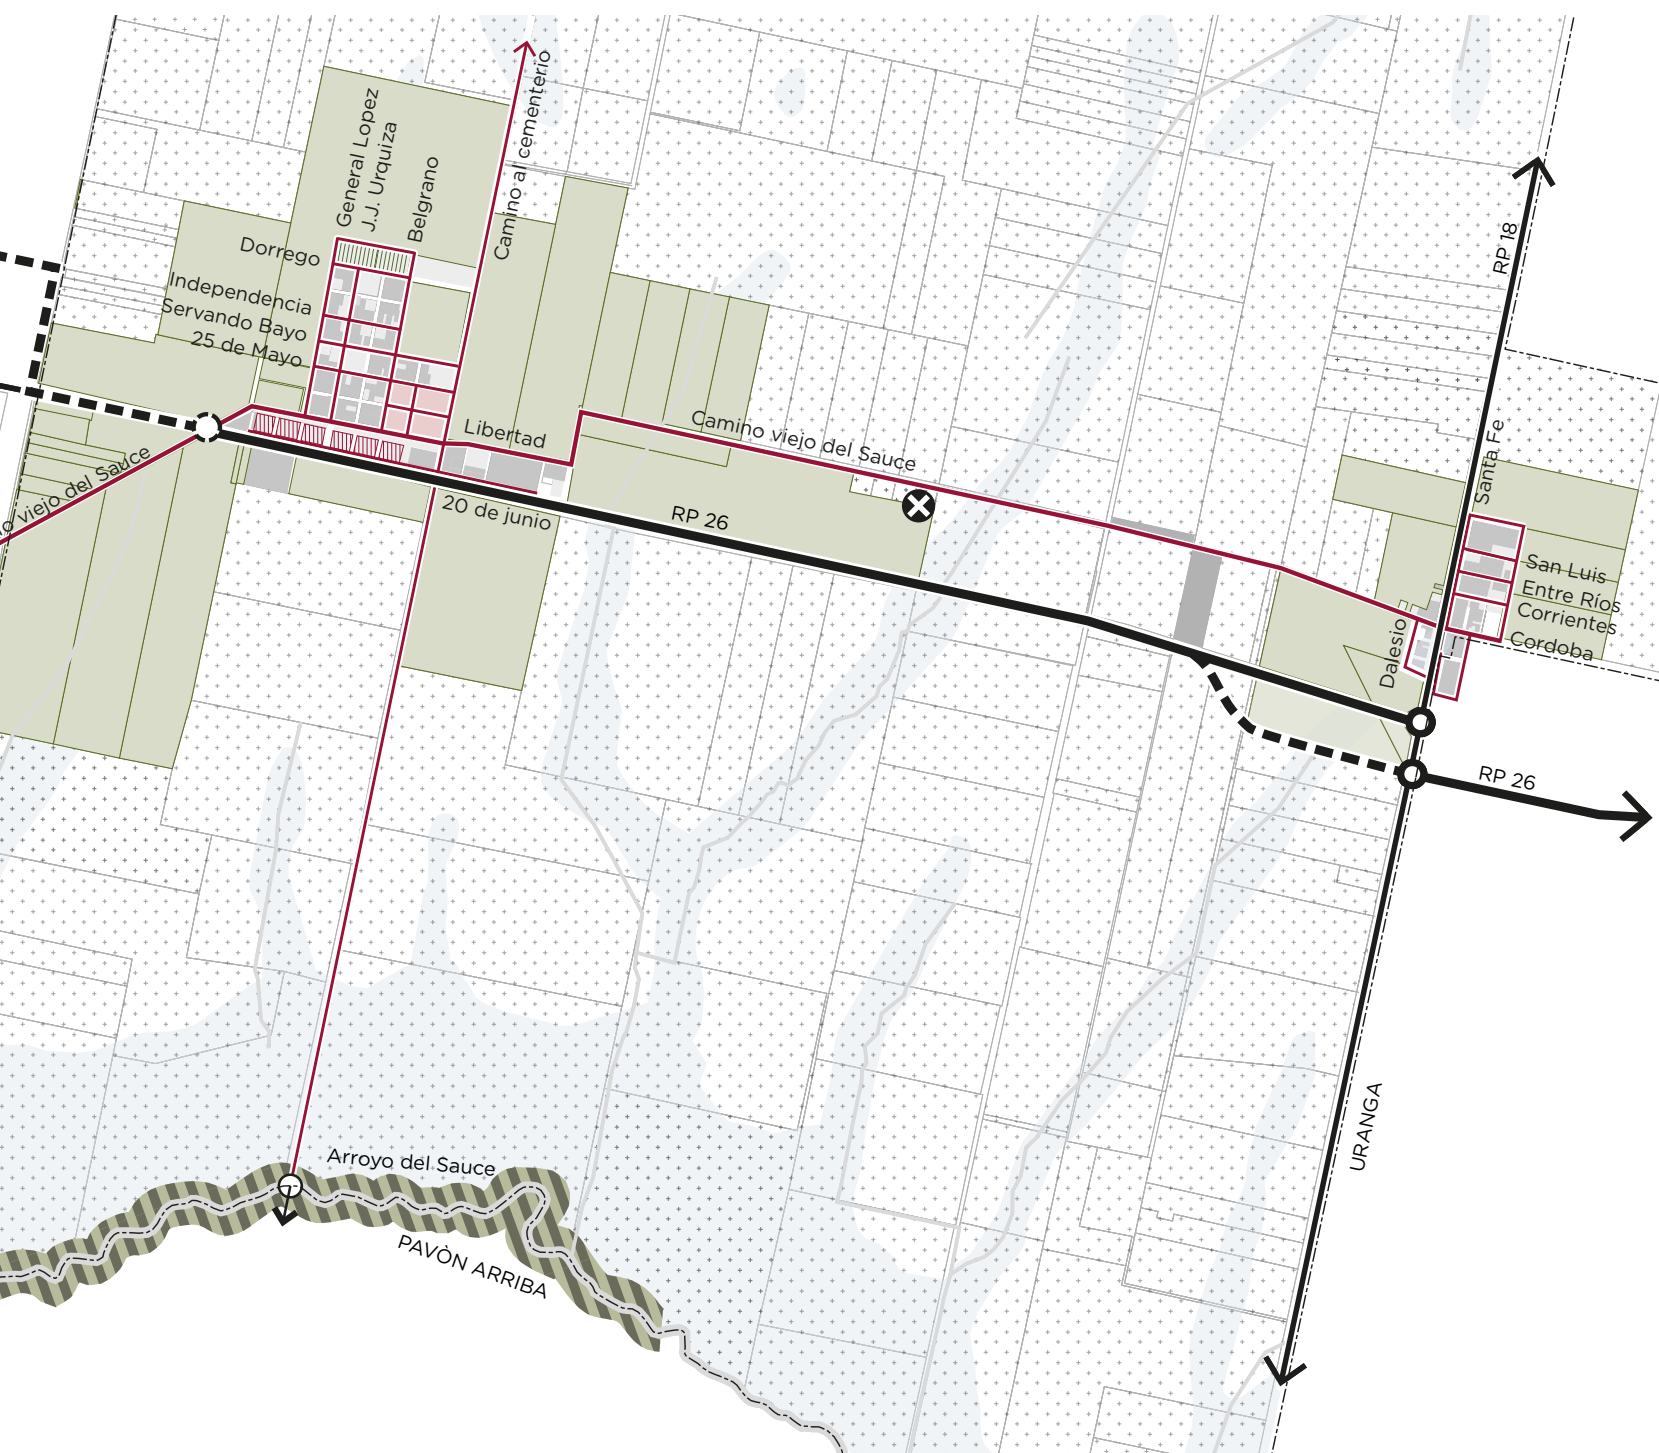 Camino al cementerio
General Lopez
J.J. Urquiza
Belgrano
Dorrego
Independencia
Servando Bayo
25 de Mayo
RP 18
Libertad
Camino viejo del Sauce
o viejo del Sauce
20 de junio
RP 26
Santa Fe
San Luis
Entre Ríos
Corrientes
Cordoba
Dalesio
RP 26
URANGA
Arroyo del Sauce
PAVÒN ARRIBA